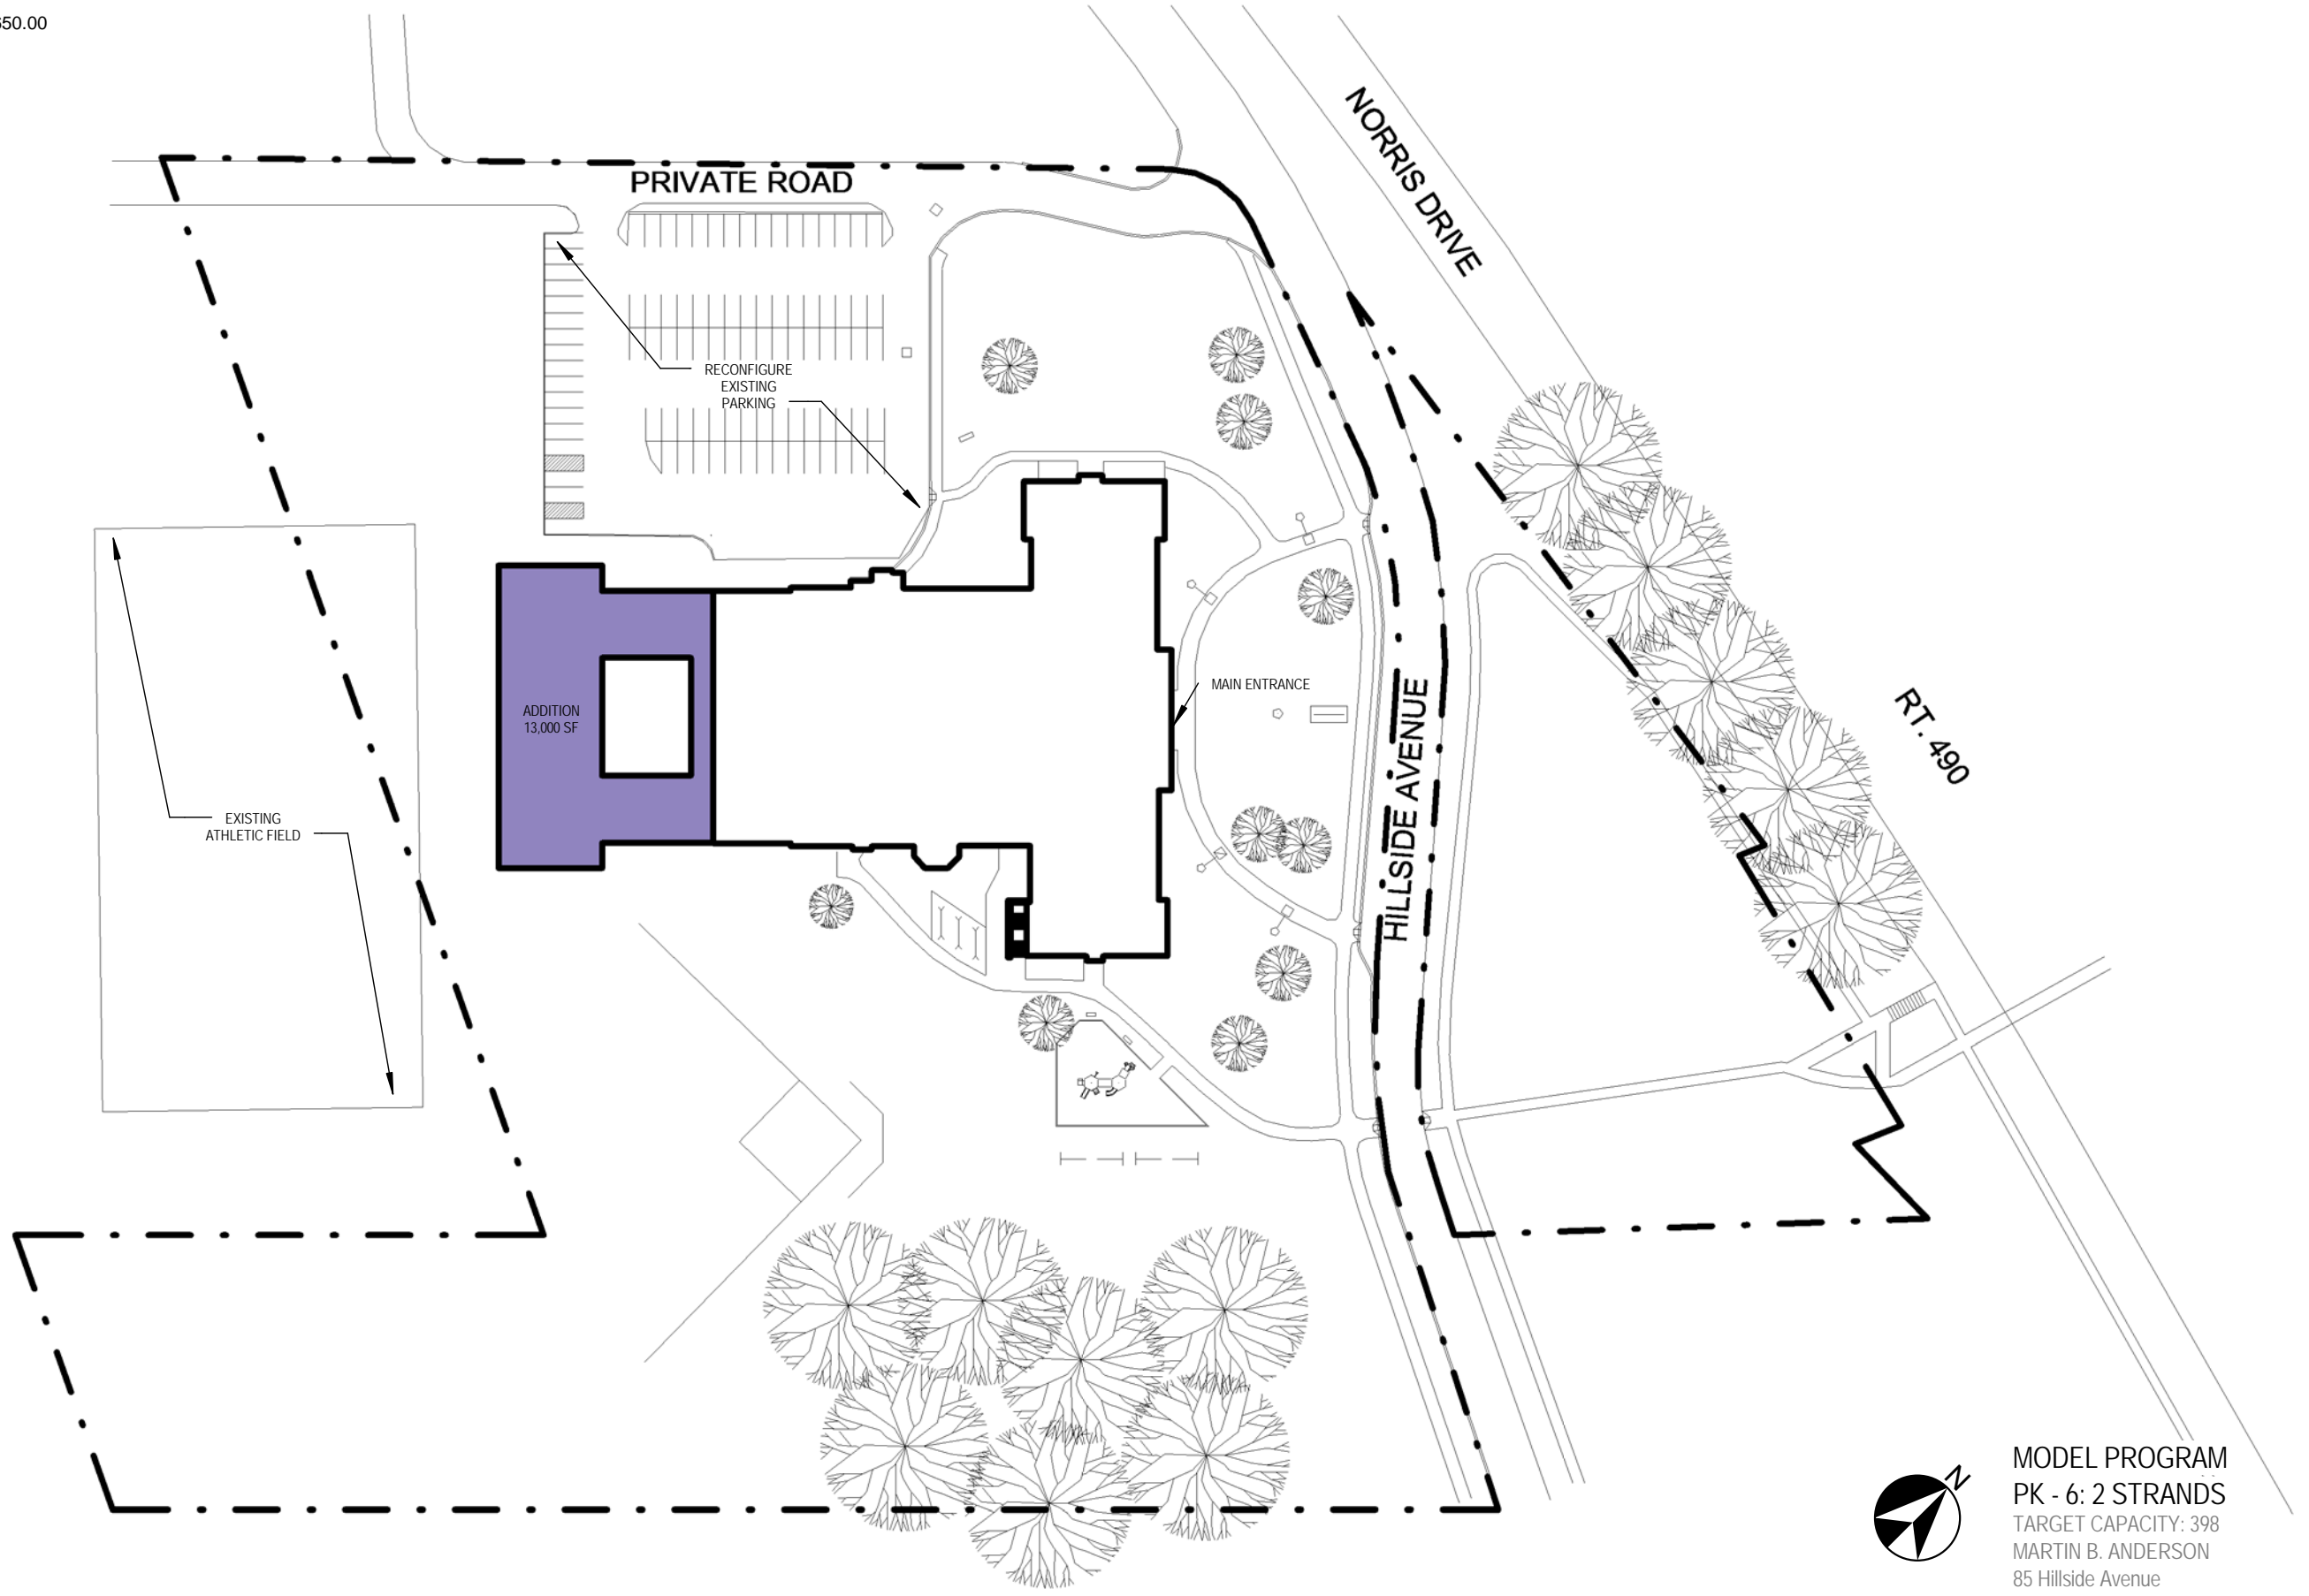 650.00
NORRIS DRIVE
PRIVATE ROAD
RECONFIGURE
EXISTING
PARKING
MAIN ENTRANCE
HILLSIDE AVENUE
RT. 490
ADDITION
13,000 SF
EXISTING
ATHLETIC FIELD
N
MODEL PROGRAM
PK - 6: 2 STRANDS
TARGET CAPACITY: 398
MARTIN B. ANDERSON
85 Hillside Avenue